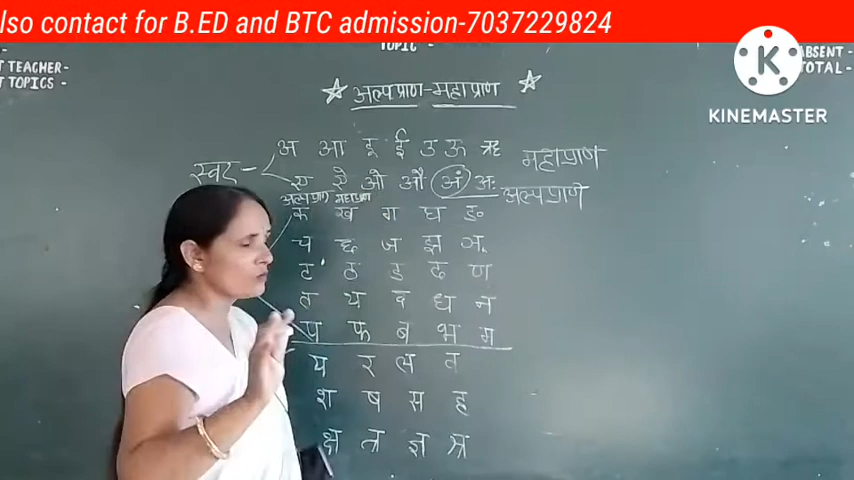 lso contact for B.ED and BTC admission-7037229824
TOPIC -
T TEACHER-
T TOPICS -
ABSENT -
TOTAL -
K
KINEMASTER
अल्पप्राण-महाप्राण
स्वर - अ आ इ ई उ ऊ ऋ महाप्राण
ए ऐ ओ औ अं अः अल्पप्राण
अल्पप्राण महाप्राण
क ख ग घ ङ
च छ ज झ ञ
ट ठ ड ढ ण
त थ द ध न
प फ ब भ म
य र ल व
श ष स ह
क्ष त्र ज्ञ श्र